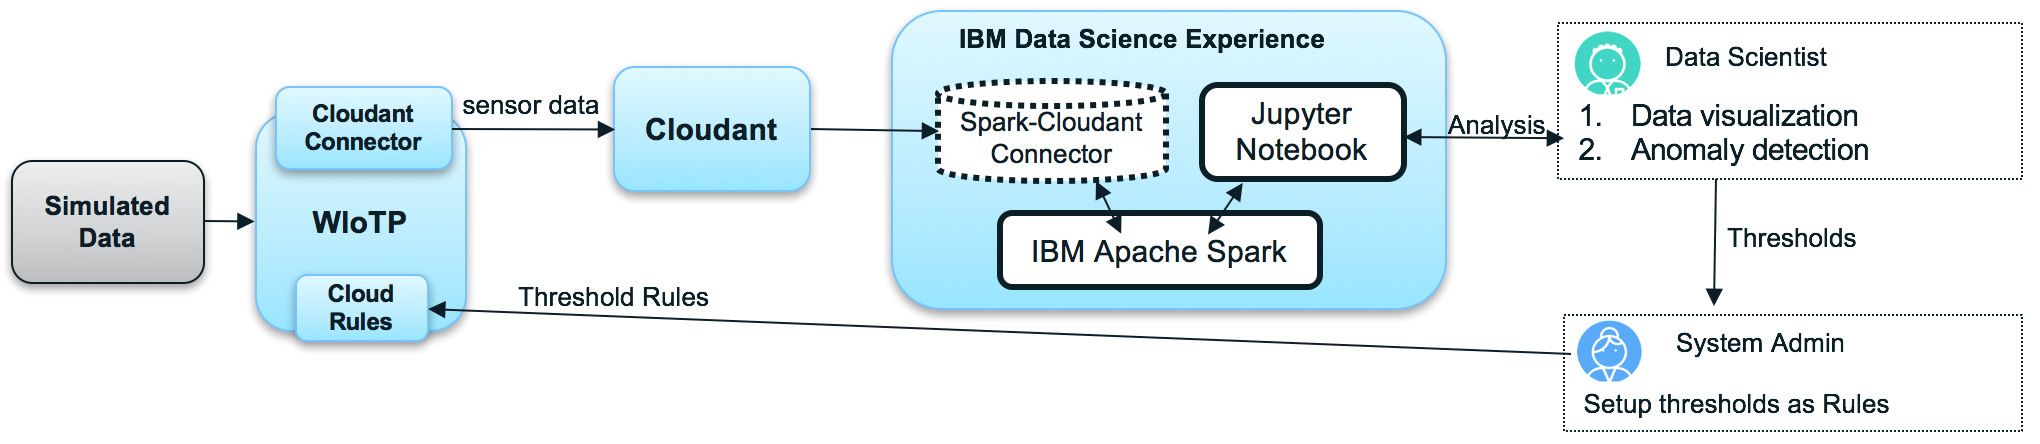 Simulated
Data
Cloudant
Connector
WIoTP
Cloud
Rules
sensor data
Cloudant
Threshold Rules
IBM Data Science Experience
Spark-Cloudant
Connector
Jupyter
Notebook
IBM Apache Spark
Analysis
Data Scientist
1. Data visualization
2. Anomaly detection
Thresholds
System Admin
Setup thresholds as Rules